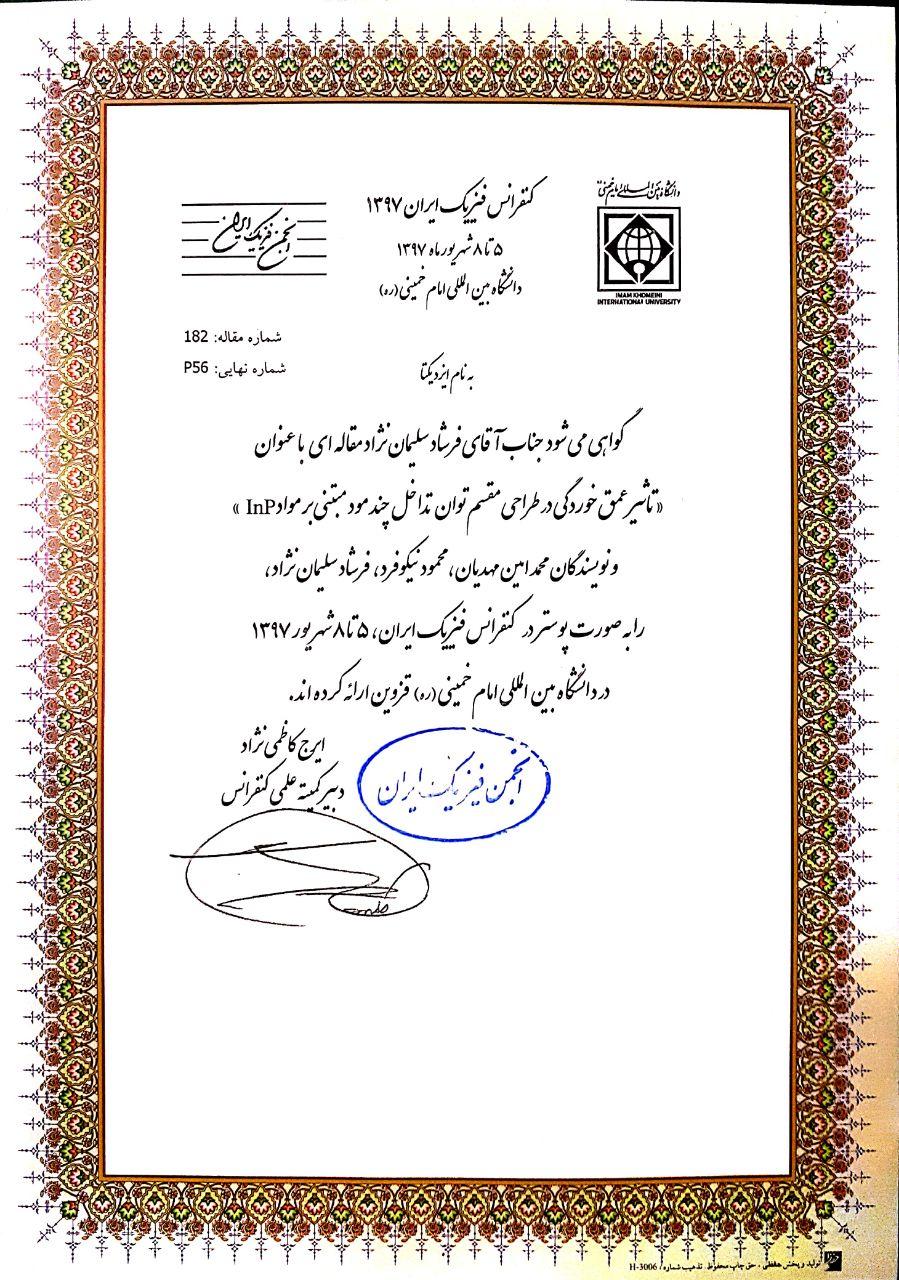 دانشگاه بین المللی امام خمینی
IMAM KHOMEINI
INTERNATIONAL UNIVERSITY
کنفرانس فیزیک ایران ۱۳۹۷
۵ تا ۸ شهریور ماه ۱۳۹۷
دانشگاه بین المللی امام خمینی (ره)
انجمن فیزیک ایران
شماره مقاله: 182
شماره نهایی: P56
به نام ایزد یکتا
گواهی می شود جناب آقای فرشاد سلیمان نژاد مقاله ای با عنوان
« تاثیر عمق خوردگی در طراحی مقسم توان تداخل چند مود مبتنی بر مواد InP »
و نویسندگان محمد امین مهدیان، محمود نیکوفرد، فرشاد سلیمان نژاد،
را به صورت پوستر در کنفرانس فیزیک ایران، ۵ تا ۸ شهریور ۱۳۹۷
در دانشگاه بین المللی امام خمینی (ره) قزوین ارائه کرده اند.
ایرج کاظمی نژاد
دبیر کمیته علمی کنفرانس
انجمن فیزیک ایران
تولید و پخش حافظی . حق چاپ محفوظ . تذهیب شماره: H-3006